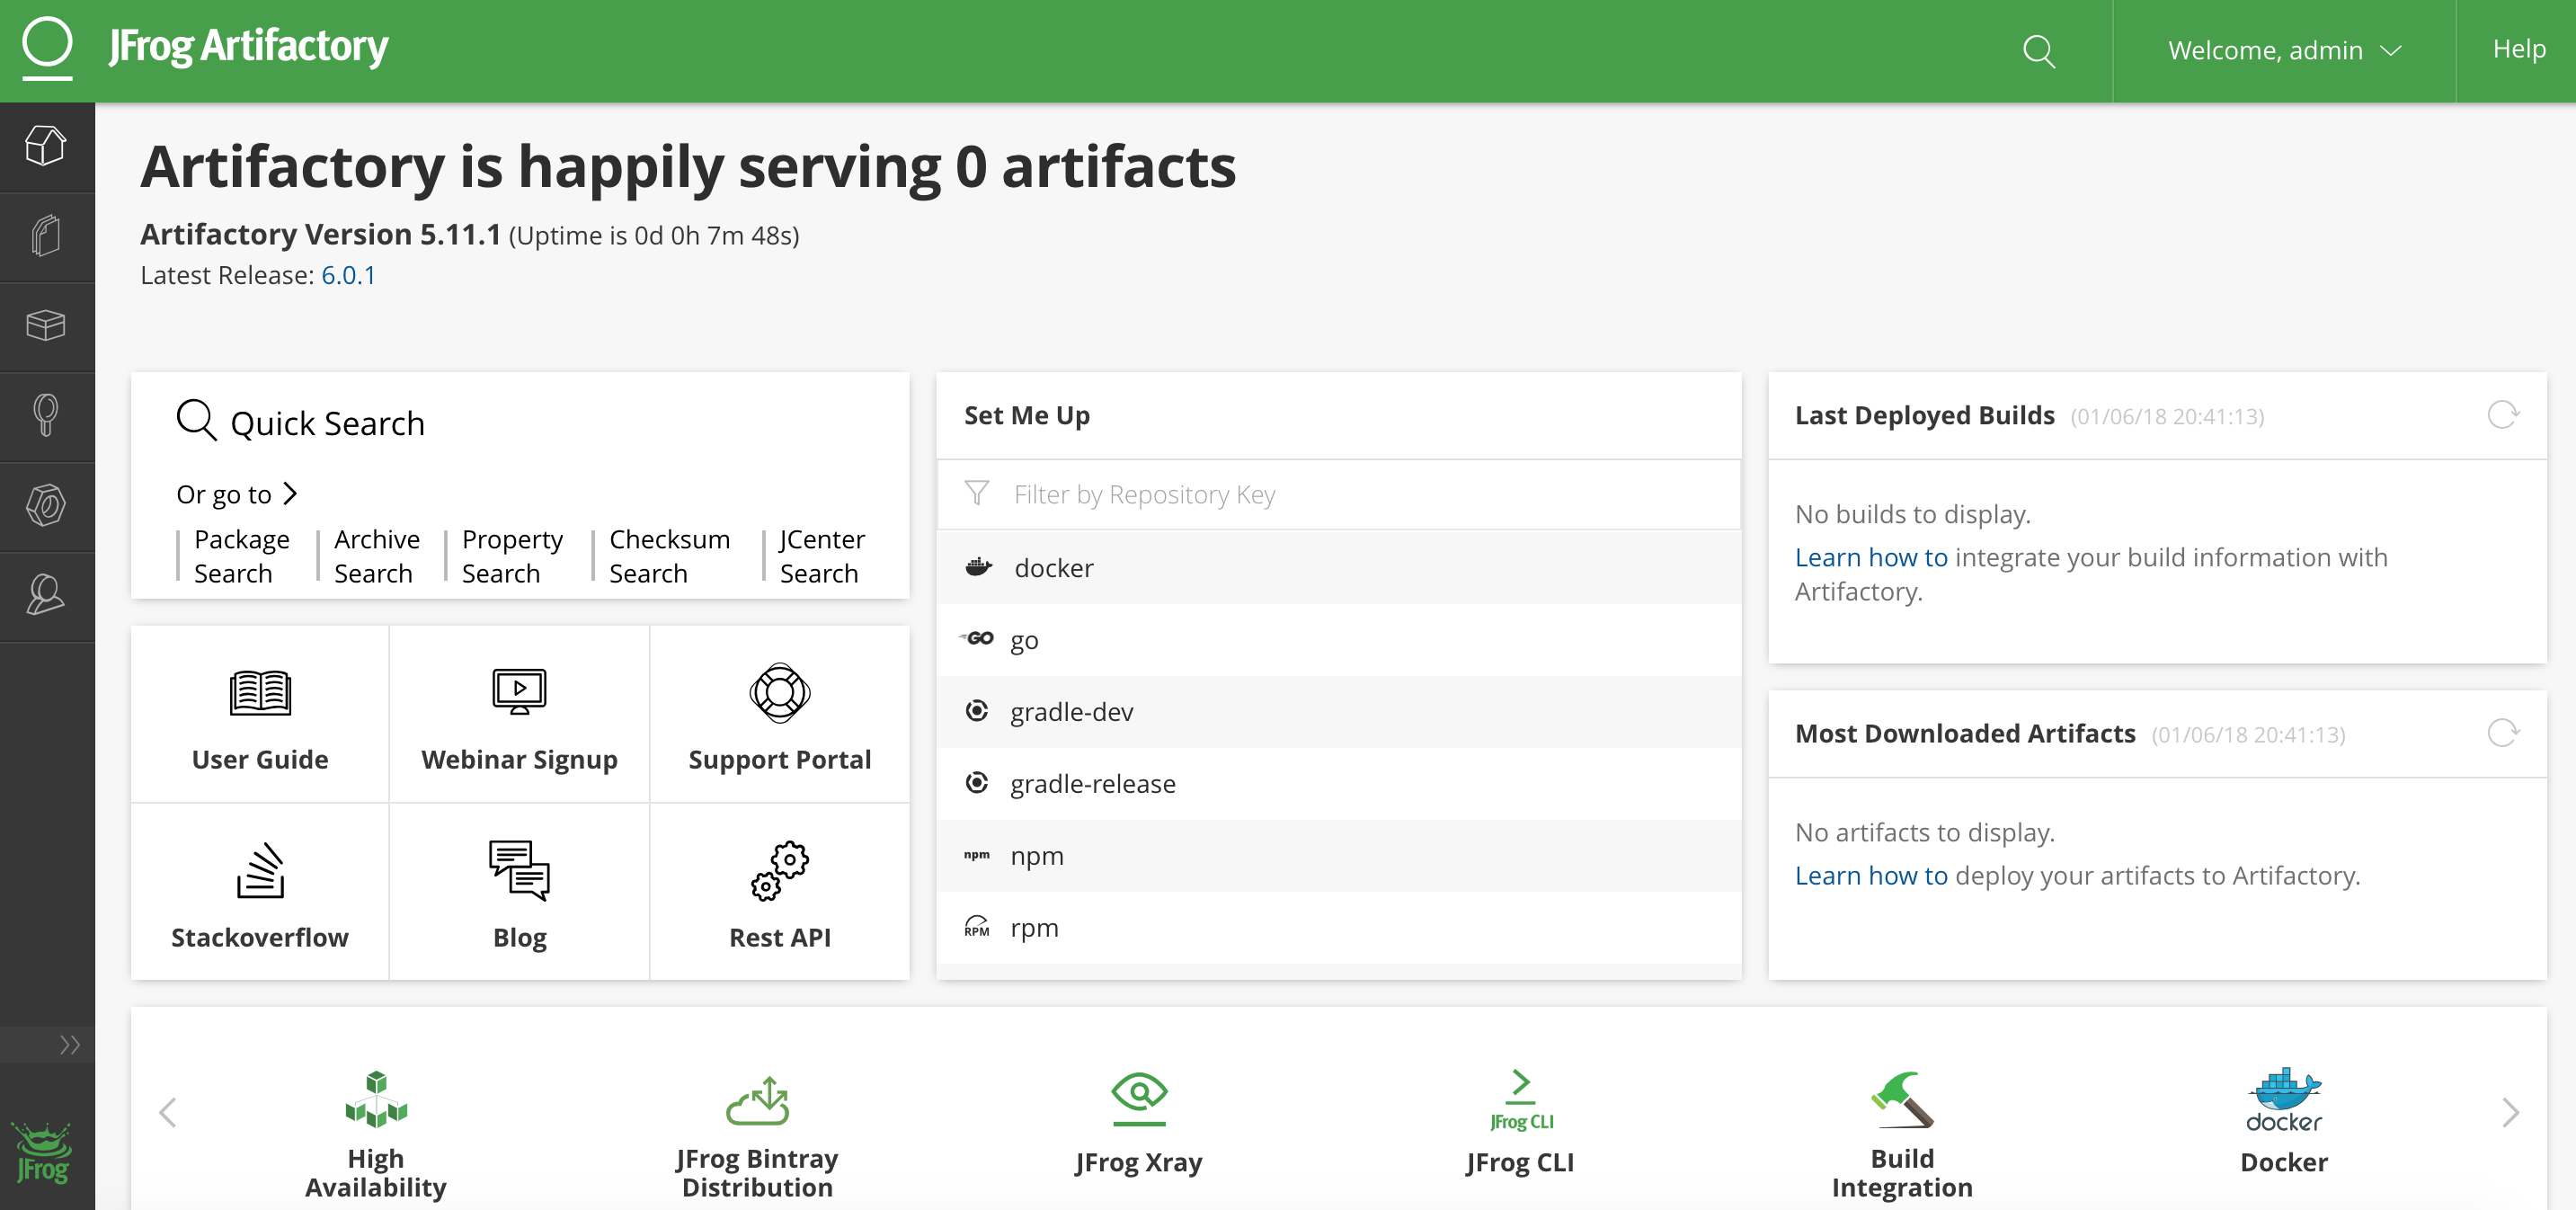 JFrog Artifactory
Welcome, admin
Help
Artifactory is happily serving 0 artifacts
Artifactory Version 5.11.1 (Uptime is 0d 0h 7m 48s)
Latest Release: 6.0.1
Quick Search
Or go to
Package Search
Archive Search
Property Search
Checksum Search
JCenter Search
User Guide
Webinar Signup
Support Portal
Stackoverflow
Blog
Rest API
Set Me Up
Filter by Repository Key
docker
GO go
gradle-dev
gradle-release
npm npm
RPM rpm
Last Deployed Builds (01/06/18 20:41:13)
No builds to display.
Learn how to integrate your build information with
Artifactory.
Most Downloaded Artifacts (01/06/18 20:41:13)
No artifacts to display.
Learn how to deploy your artifacts to Artifactory.
JFrog
High
Availability
JFrog Bintray
Distribution
JFrog Xray
JFrog CLI
JFrog CLI
Build
Integration
docker
Docker